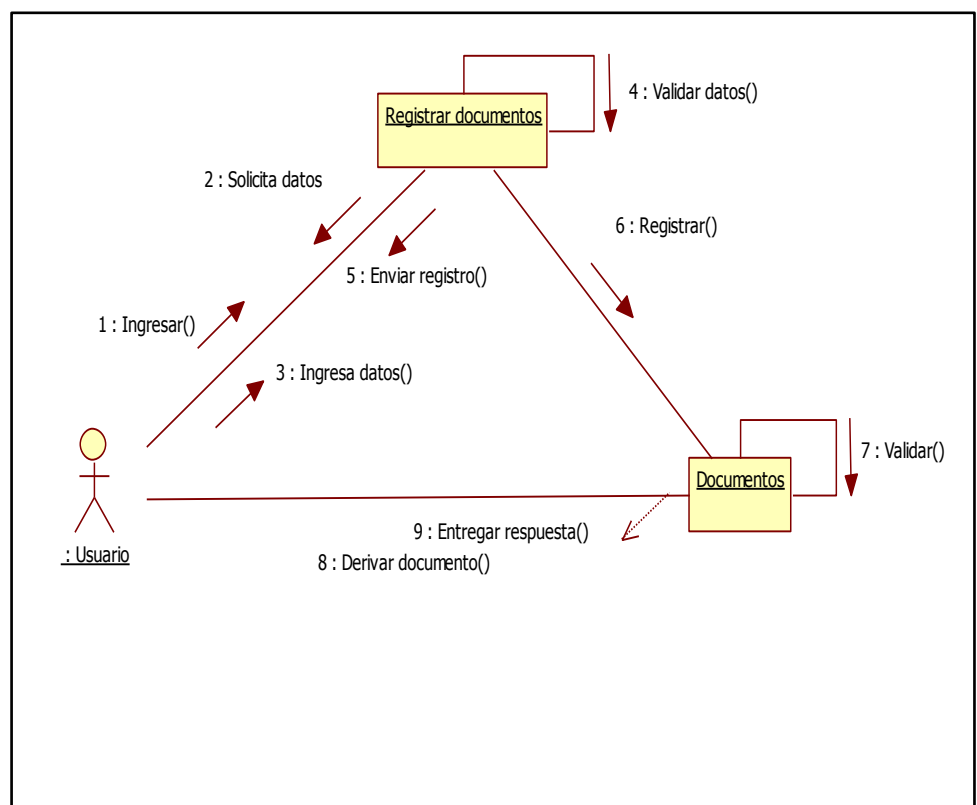 4 : Validar datos()
Registrar documentos
2 : Solicita datos
6 : Registrar()
5 : Enviar registro()
1 : Ingresar()
3 : Ingresa datos()
7 : Validar()
Documentos
9 : Entregar respuesta()
: Usuario
8 : Derivar documento()